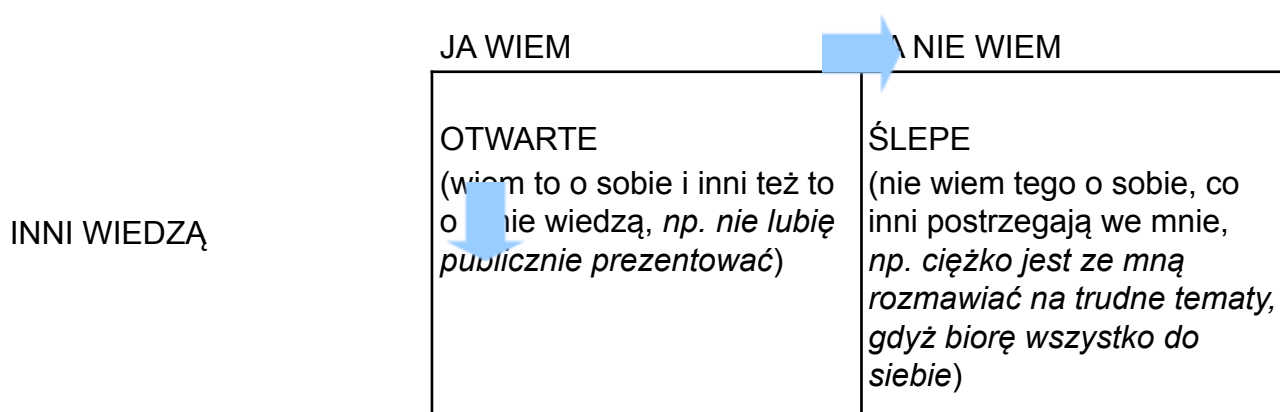 JA WIEM
A NIE WIEM
OTWARTE
(wiem to o sobie i inni też to
o mnie wiedzą, np. nie lubię
publicznie prezentować)
ŚLEPE
(nie wiem tego o sobie, co
inni postrzegają we mnie,
np. ciężko jest ze mną
rozmawiać na trudne tematy,
gdyż biorę wszystko do
siebie)
INNI WIEDZĄ